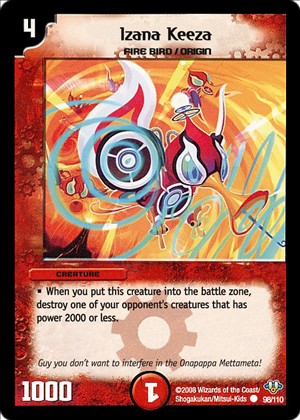 4
Izana Keeza
FIRE BIRD / ORIGIN
CREATURE
▪ When you put this creature into the battle zone,
destroy one of your opponent's creatures that has
power 2000 or less.
Guy you don't want to interfere in the Onapappa Mettameta!
1000
1
©2008 Wizards of the Coast/
Shogakukan/Mitsui-Kids ● 98/110